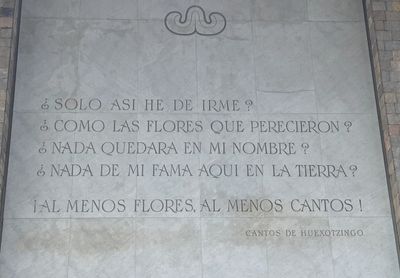 ¿SOLO ASI HE DE IRME?
¿COMO LAS FLORES QUE PERECIERON?
¿NADA QUEDARA EN MI NOMBRE?
¿NADA DE MI FAMA AQUI EN LA TIERRA?
¡AL MENOS FLORES, AL MENOS CANTOS!
CANTOS DE HUEXOTZINGO